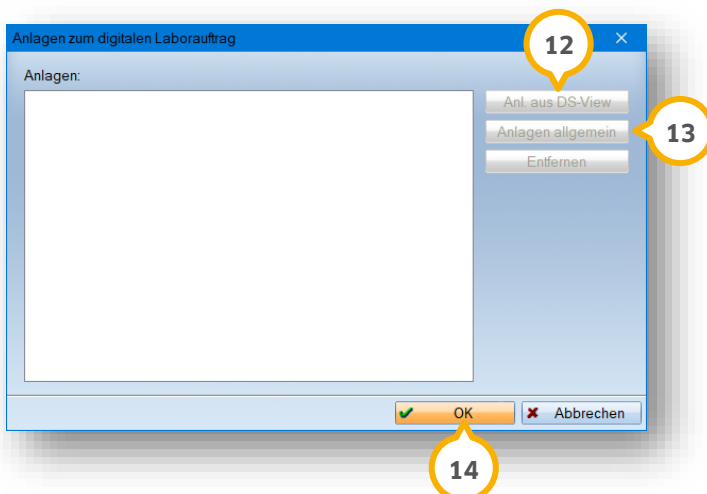 Anlagen zum digitalen Laborauftrag
12
Anlagen:
Anl. aus DS-View
Anlagen allgemein
13
Entfernen
OK
Abbrechen
14